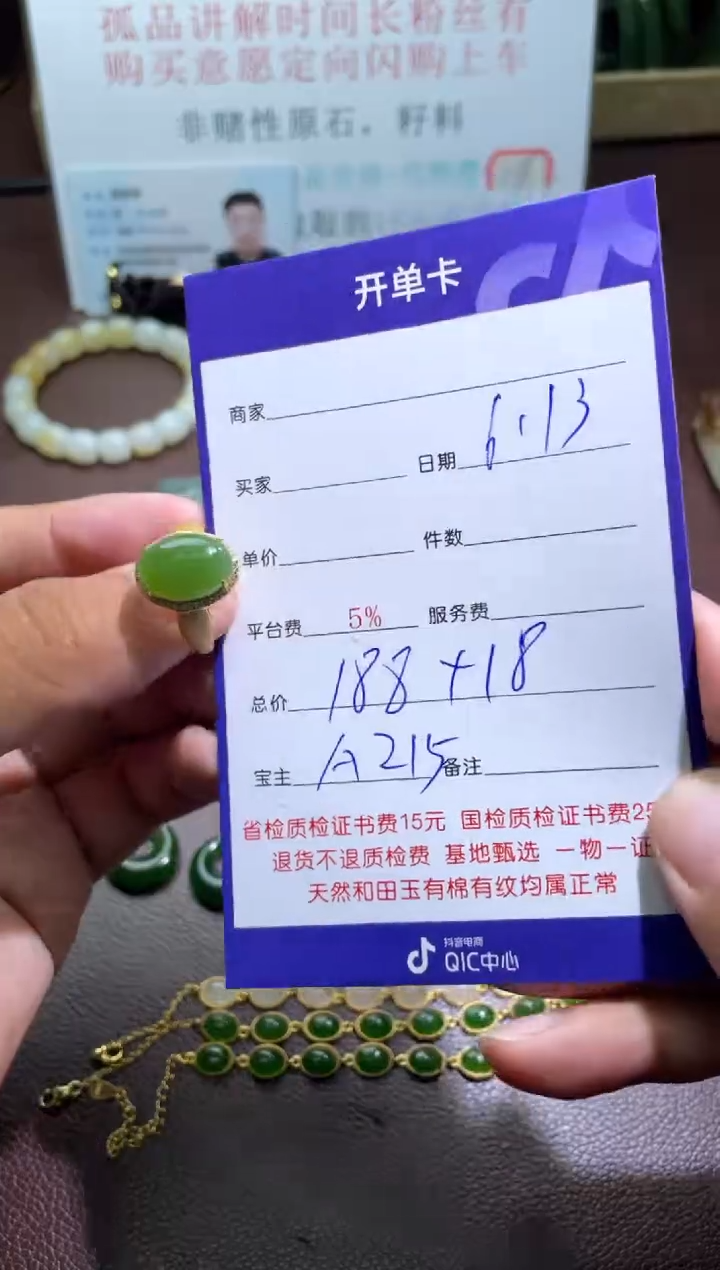 孤品讲解时间长粉丝有
购买意愿定向闪购上车
非赌性原石，好料
开单卡
商家
买家 日期 6.13
单价 件数
平台费 5% 服务费
总价 188+18
宝主 A215 备注
省检质检证书费15元 国检质检证书费25
退货不退质检费 基地甄选 一物一证
天然和田玉有棉有纹均属正常
抖音电商
QIC中心